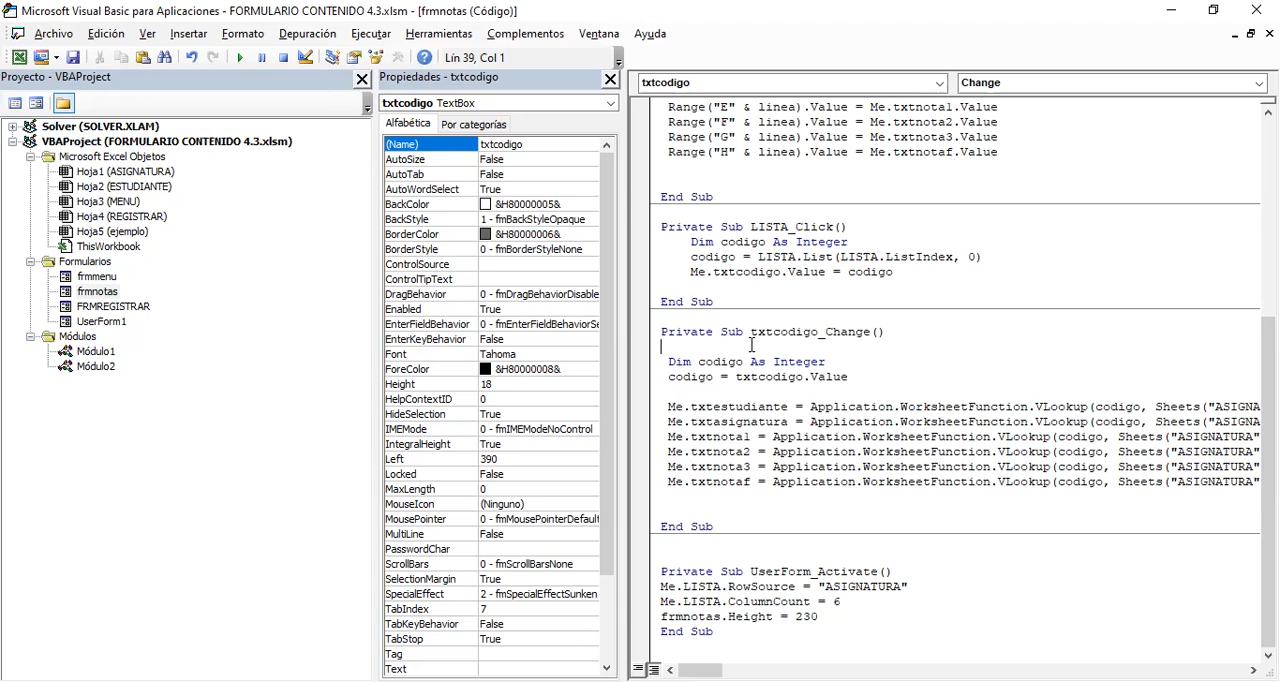 Microsoft Visual Basic para Aplicaciones - FORMULARIO CONTENIDO 4.3.xlsm - [frmnotas (Código)]
Archivo Edición Ver Insertar Formato Depuración Ejecutar Herramientas Complementos Ventana Ayuda
Lín 39, Col 1
Proyecto - VBAProject
Solver (SOLVER.XLAM)
VBAProject (FORMULARIO CONTENIDO 4.3.xlsm)
Microsoft Excel Objetos
Hoja1 (ASIGNATURA)
Hoja2 (ESTUDIANTE)
Hoja3 (MENU)
Hoja4 (REGISTRAR)
Hoja5 (ejemplo)
ThisWorkbook
Formularios
frmmenu
frmnotas
FRMREGISTRAR
UserForm1
Módulos
Módulo1
Módulo2
Propiedades - txtcodigo
txtcodigo TextBox
Alfabética Por categorías
(Name) txtcodigo
AutoSize False
AutoTab False
AutoWordSelect True
BackColor &H80000005&
BackStyle 1 - fmBackStyleOpaque
BorderColor &H80000006&
BorderStyle 0 - fmBorderStyleNone
ControlSource
ControlTipText
DragBehavior 0 - fmDragBehaviorDisable
Enabled True
EnterFieldBehavior 0 - fmEnterFieldBehaviorSe
EnterKeyBehavior False
Font Tahoma
ForeColor &H80000008&
Height 18
HelpContextID 0
HideSelection True
IMEMode 0 - fmIMEModeNoControl
IntegralHeight True
Left 390
Locked False
MaxLength 0
MouseIcon (Ninguno)
MousePointer 0 - fmMousePointerDefault
MultiLine False
PasswordChar
ScrollBars 0 - fmScrollBarsNone
SelectionMargin True
SpecialEffect 2 - fmSpecialEffectSunken
TabIndex 7
TabKeyBehavior False
TabStop True
Tag
Text
txtcodigo Change
Range("E" & linea).Value = Me.txtnota1.Value
Range("F" & linea).Value = Me.txtnota2.Value
Range("G" & linea).Value = Me.txtnota3.Value
Range("H" & linea).Value = Me.txtnotaf.Value
End Sub
Private Sub LISTA_Click()
Dim codigo As Integer
codigo = LISTA.List(LISTA.ListIndex, 0)
Me.txtcodigo.Value = codigo
End Sub
Private Sub txtcodigo_Change()
Dim codigo As Integer
codigo = txtcodigo.Value
Me.txtestudiante = Application.WorksheetFunction.VLookup(codigo, Sheets("ASIGNA
Me.txtasignatura = Application.WorksheetFunction.VLookup(codigo, Sheets("ASIGNA
Me.txtnota1 = Application.WorksheetFunction.VLookup(codigo, Sheets("ASIGNATURA"
Me.txtnota2 = Application.WorksheetFunction.VLookup(codigo, Sheets("ASIGNATURA"
Me.txtnota3 = Application.WorksheetFunction.VLookup(codigo, Sheets("ASIGNATURA"
Me.txtnotaf = Application.WorksheetFunction.VLookup(codigo, Sheets("ASIGNATURA"
End Sub
Private Sub UserForm_Activate()
Me.LISTA.RowSource = "ASIGNATURA"
Me.LISTA.ColumnCount = 6
frmnotas.Height = 230
End Sub